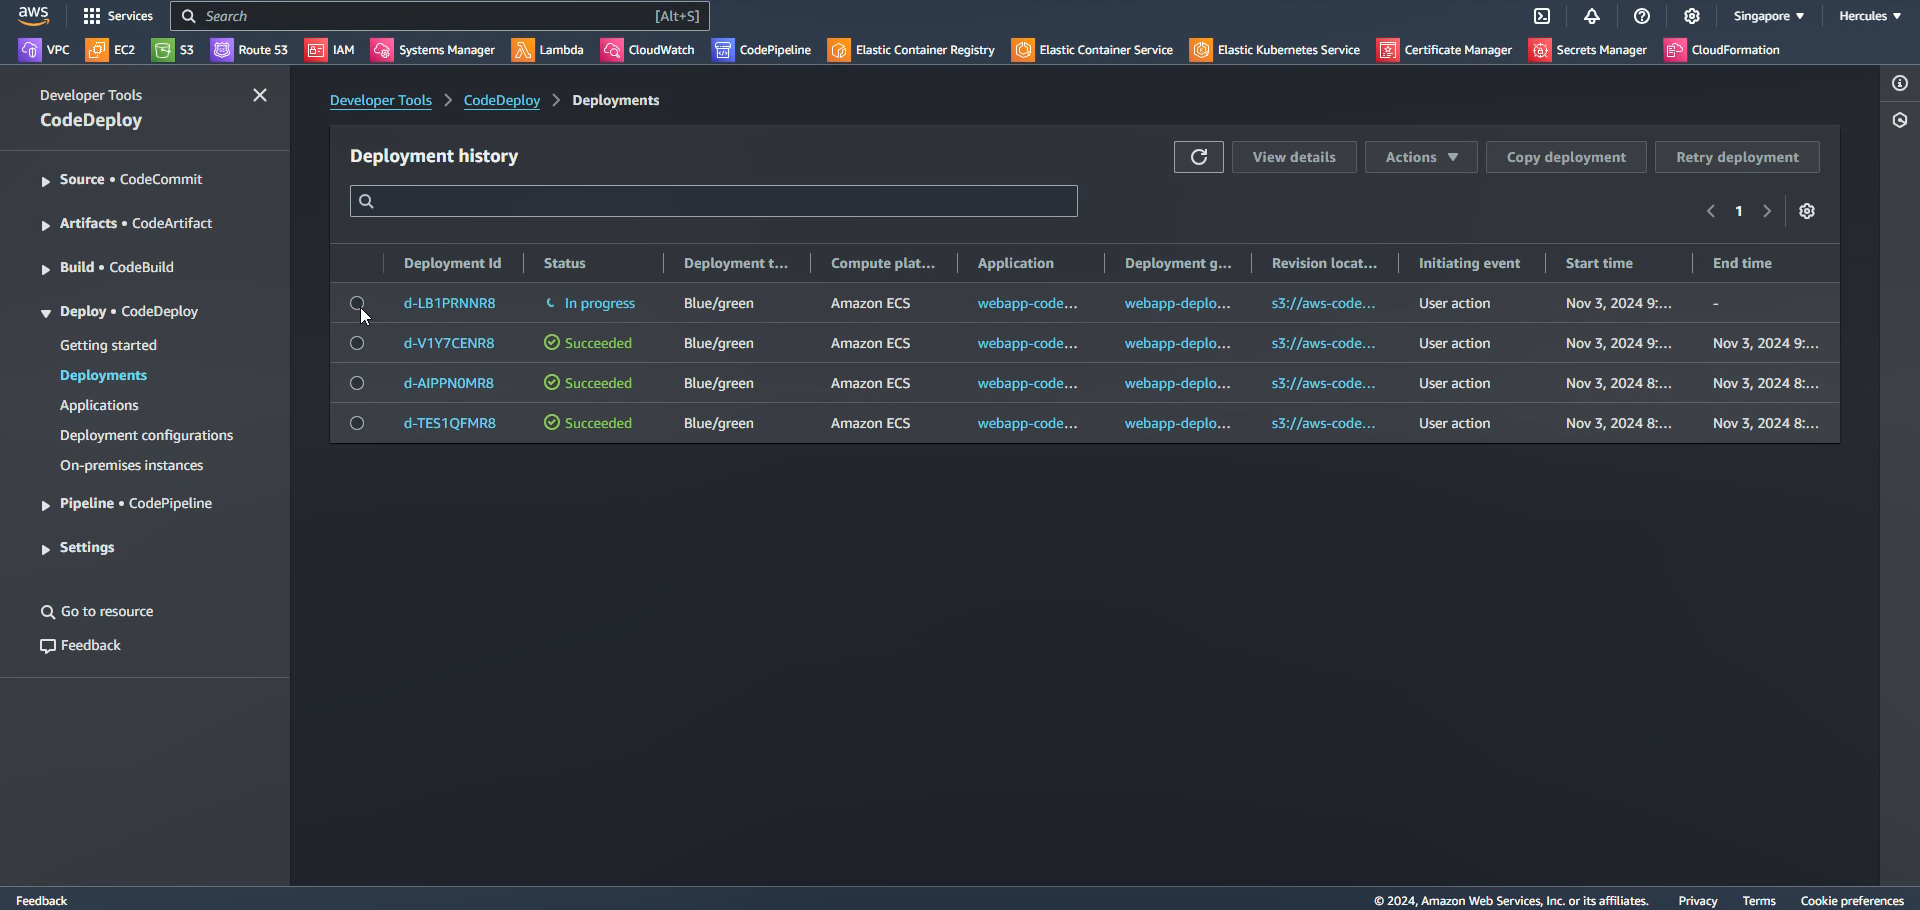 aws Services Search [Alt+S] Singapore Hercules
VPC EC2 S3 Route 53 IAM Systems Manager Lambda CloudWatch CodePipeline Elastic Container Registry Elastic Container Service Elastic Kubernetes Service Certificate Manager Secrets Manager CloudFormation
Developer Tools
CodeDeploy
Source • CodeCommit
Artifacts • CodeArtifact
Build • CodeBuild
Deploy • CodeDeploy
Getting started
Deployments
Applications
Deployment configurations
On-premises instances
Pipeline • CodePipeline
Settings
Go to resource
Feedback
Developer Tools > CodeDeploy > Deployments
Deployment history
View details Actions Copy deployment Retry deployment
1
Deployment Id Status Deployment t... Compute plat... Application Deployment g... Revision locat... Initiating event Start time End time
d-LB1PRNNR8 In progress Blue/green Amazon ECS webapp-code... webapp-deplo... s3://aws-code... User action Nov 3, 2024 9:... -
d-V1Y7CENR8 Succeeded Blue/green Amazon ECS webapp-code... webapp-deplo... s3://aws-code... User action Nov 3, 2024 9:... Nov 3, 2024 9:...
d-AIPPN0MR8 Succeeded Blue/green Amazon ECS webapp-code... webapp-deplo... s3://aws-code... User action Nov 3, 2024 8:... Nov 3, 2024 8:...
d-TES1QFMR8 Succeeded Blue/green Amazon ECS webapp-code... webapp-deplo... s3://aws-code... User action Nov 3, 2024 8:... Nov 3, 2024 8:...
Feedback © 2024, Amazon Web Services, Inc. or its affiliates. Privacy Terms Cookie preferences